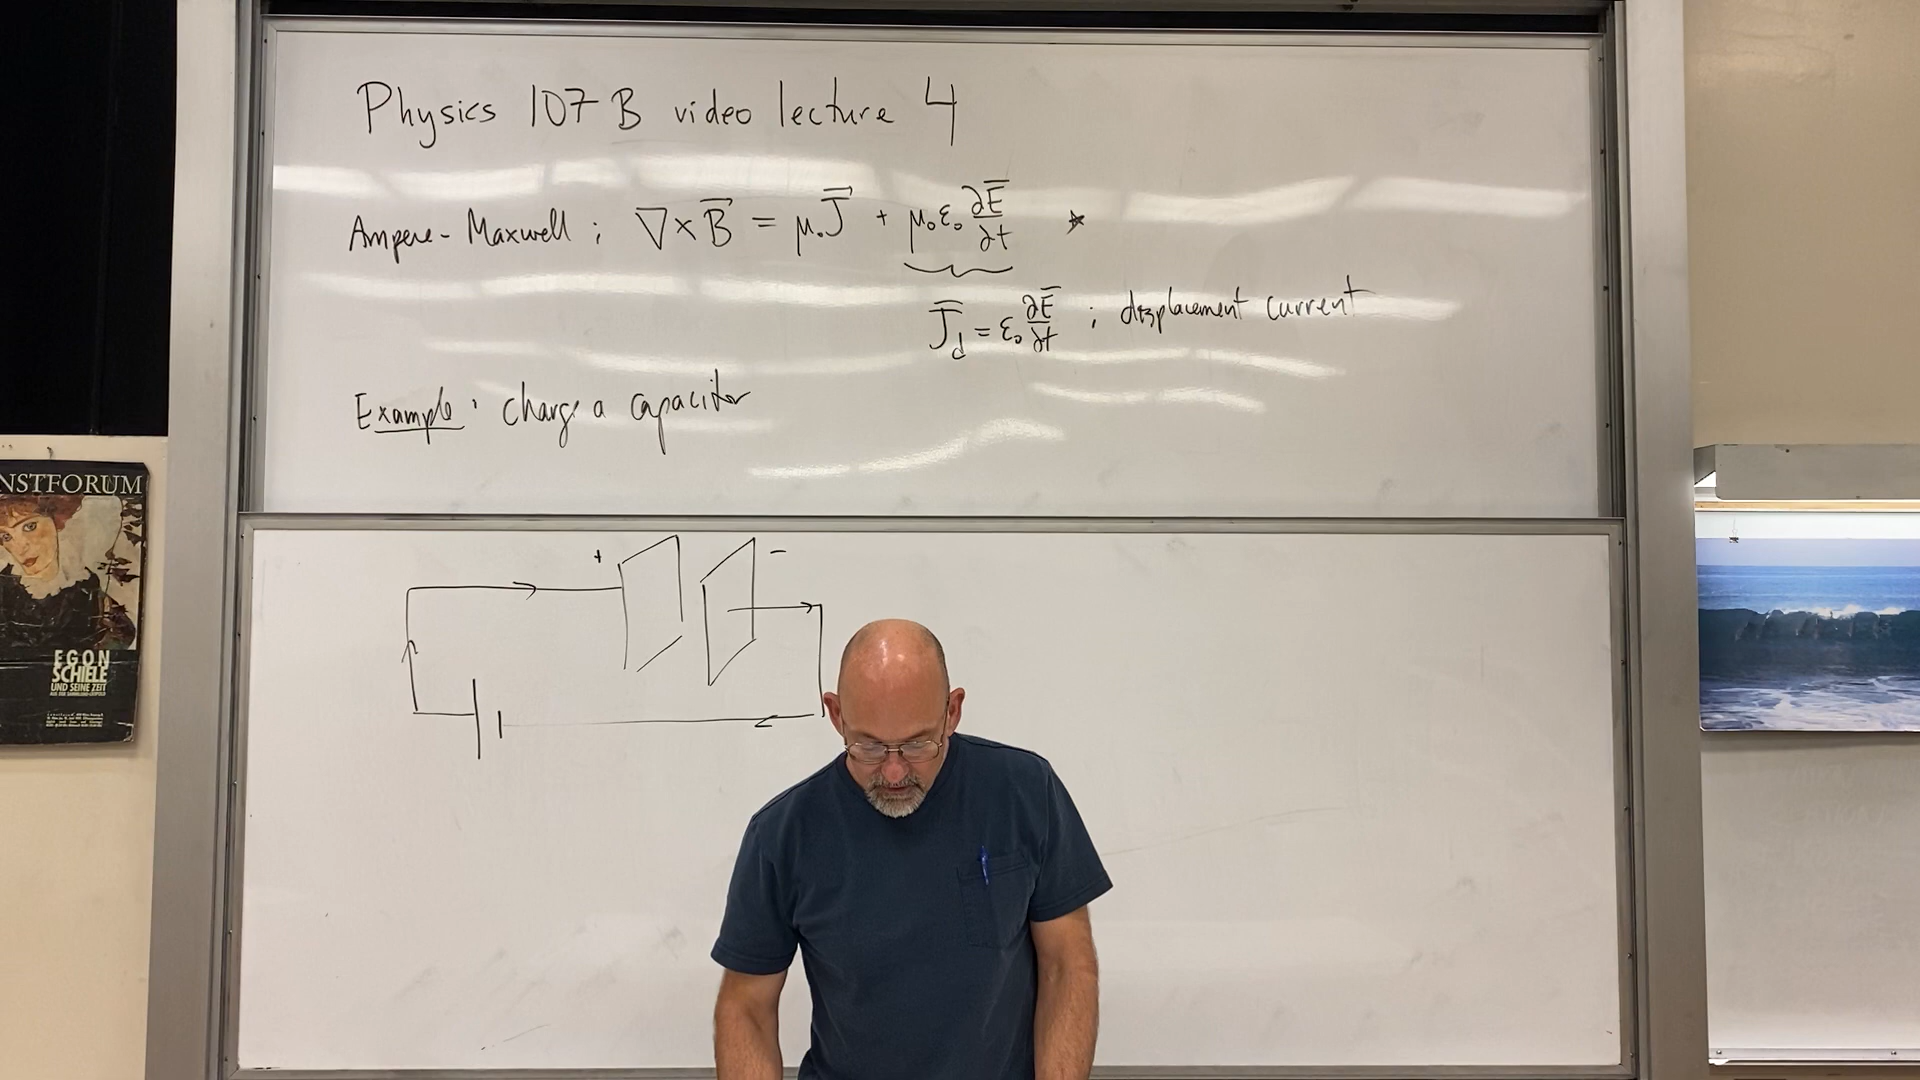 Physics 107 B video lecture 4
Ampere-Maxwell ; ∇×B⃗ = μ₀J⃗ + μ₀ε₀ ∂E⃗/∂t *
J⃗d = ε₀ ∂E⃗/∂t ; displacement current
Example : charge a capacitor
+ −
NSTFORUM
EGON
SCHIELE
UND SEINE ZEIT